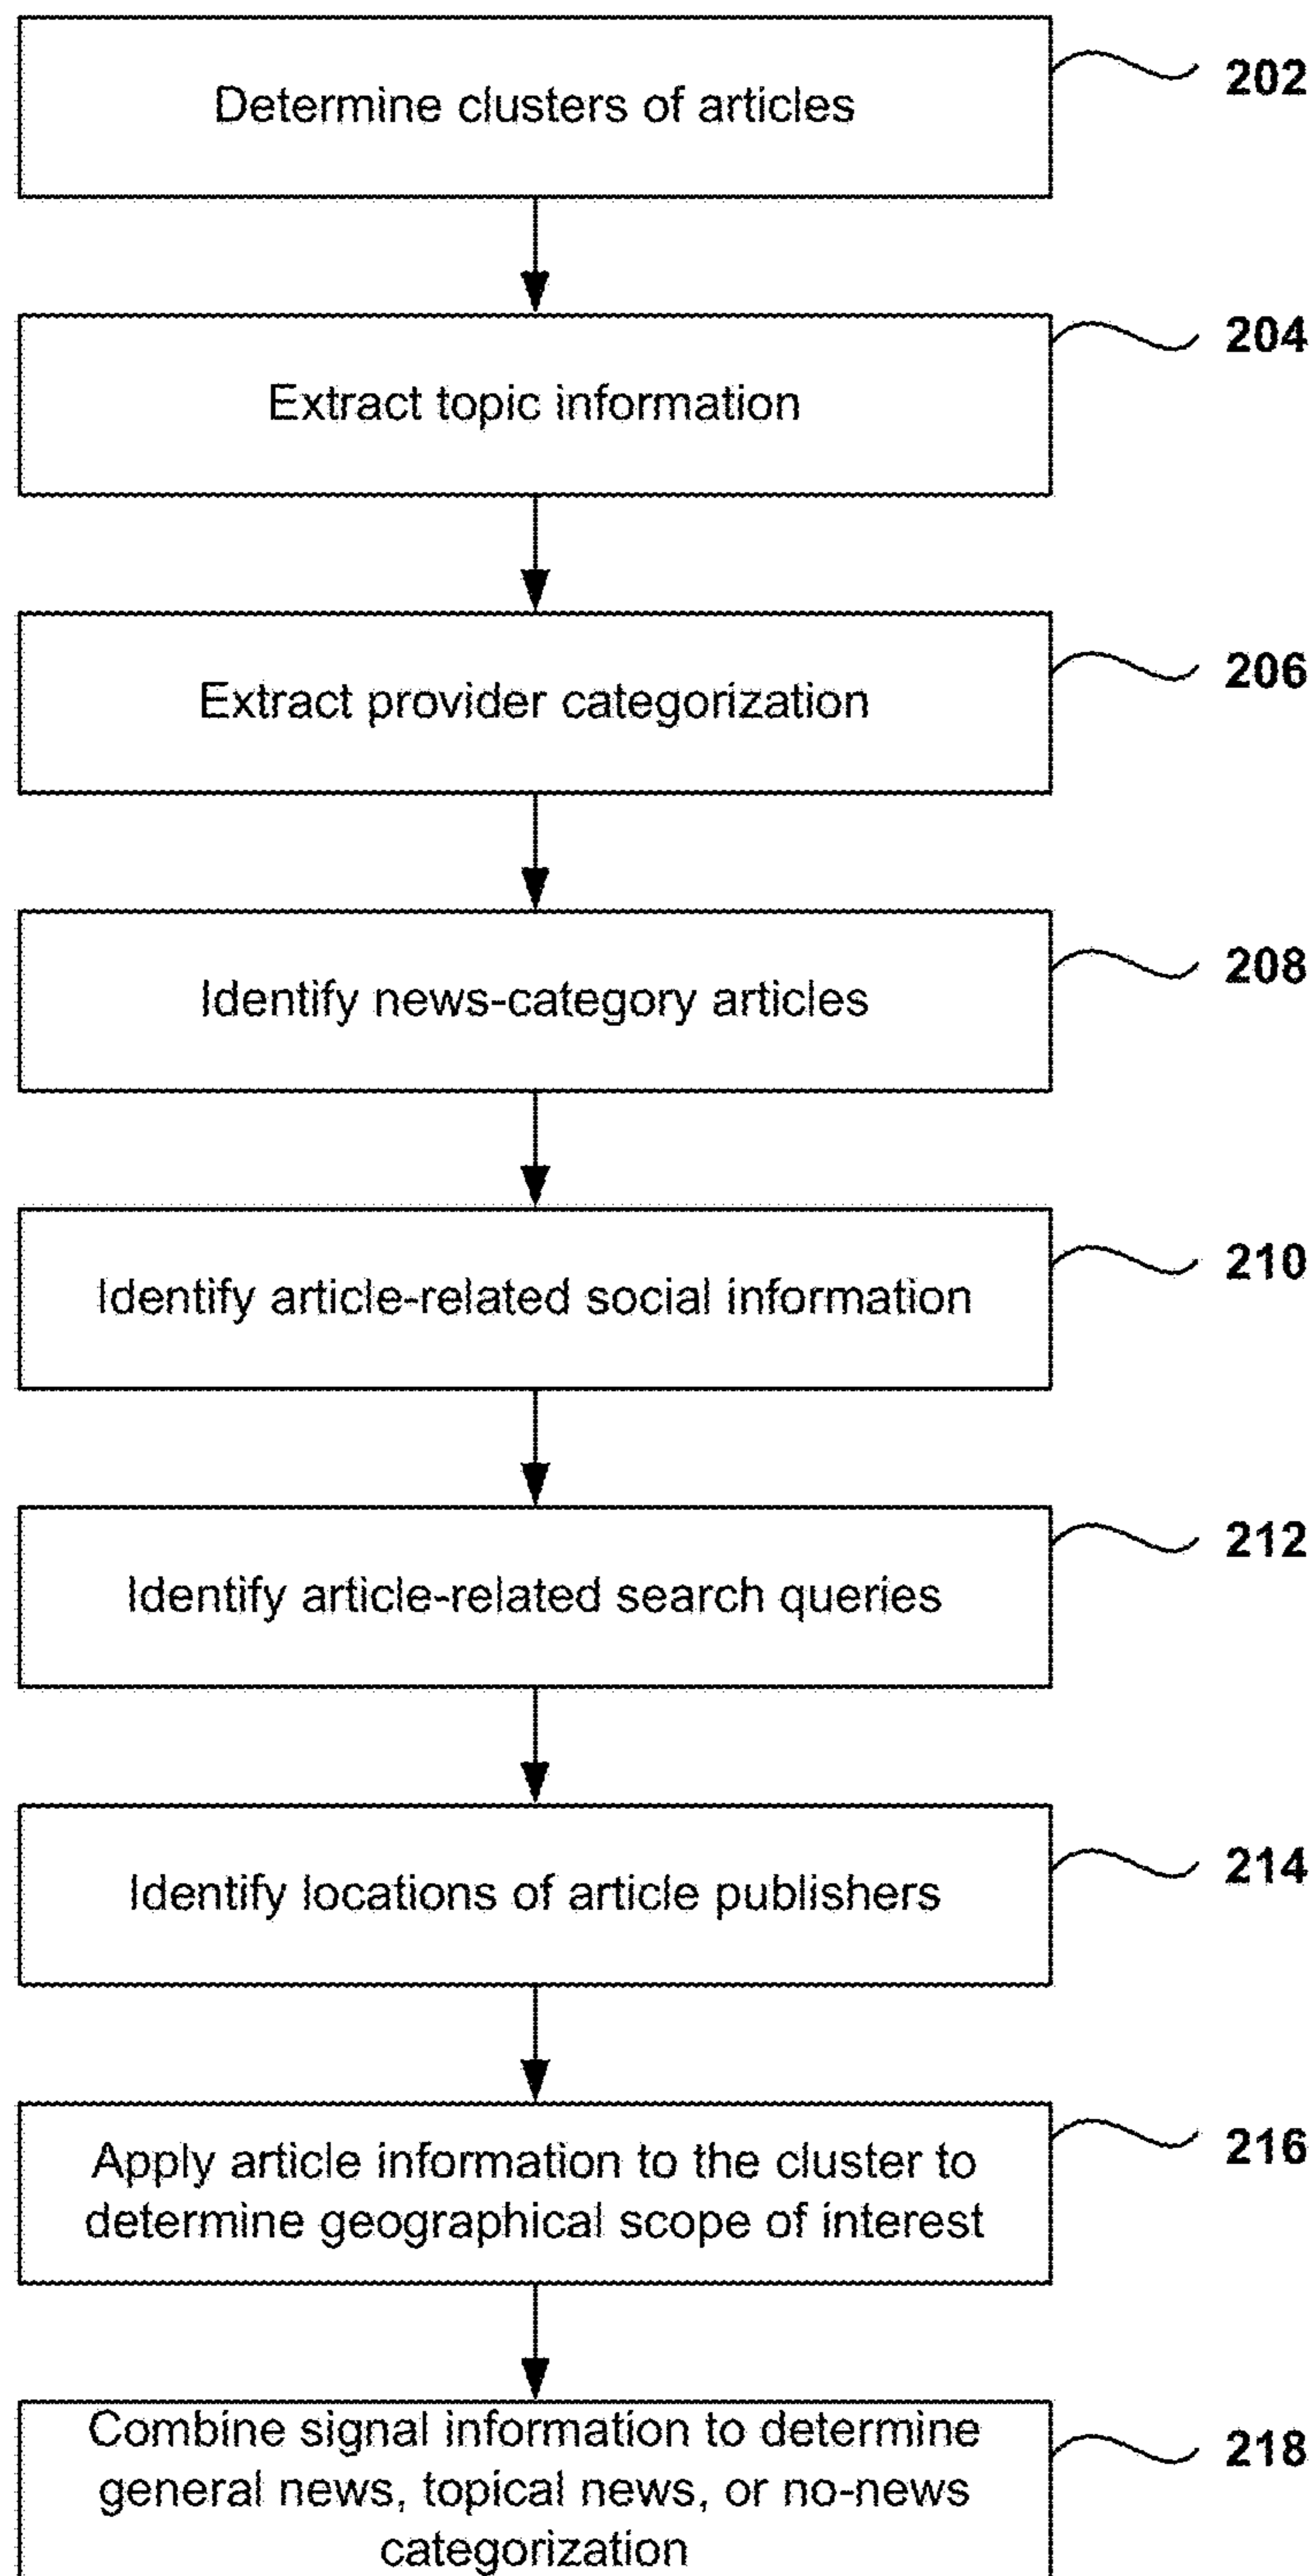 Determine clusters of articles
202
Extract topic information
204
Extract provider categorization
206
Identify news-category articles
208
Identify article-related social information
210
Identify article-related search queries
212
Identify locations of article publishers
214
Apply article information to the cluster to
determine geographical scope of interest
216
Combine signal information to determine
general news, topical news, or no-news
categorization
218